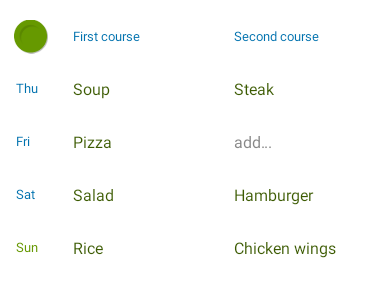 First course Second course
Thu Soup Steak
Fri Pizza add...
Sat Salad Hamburger
Sun Rice Chicken wings